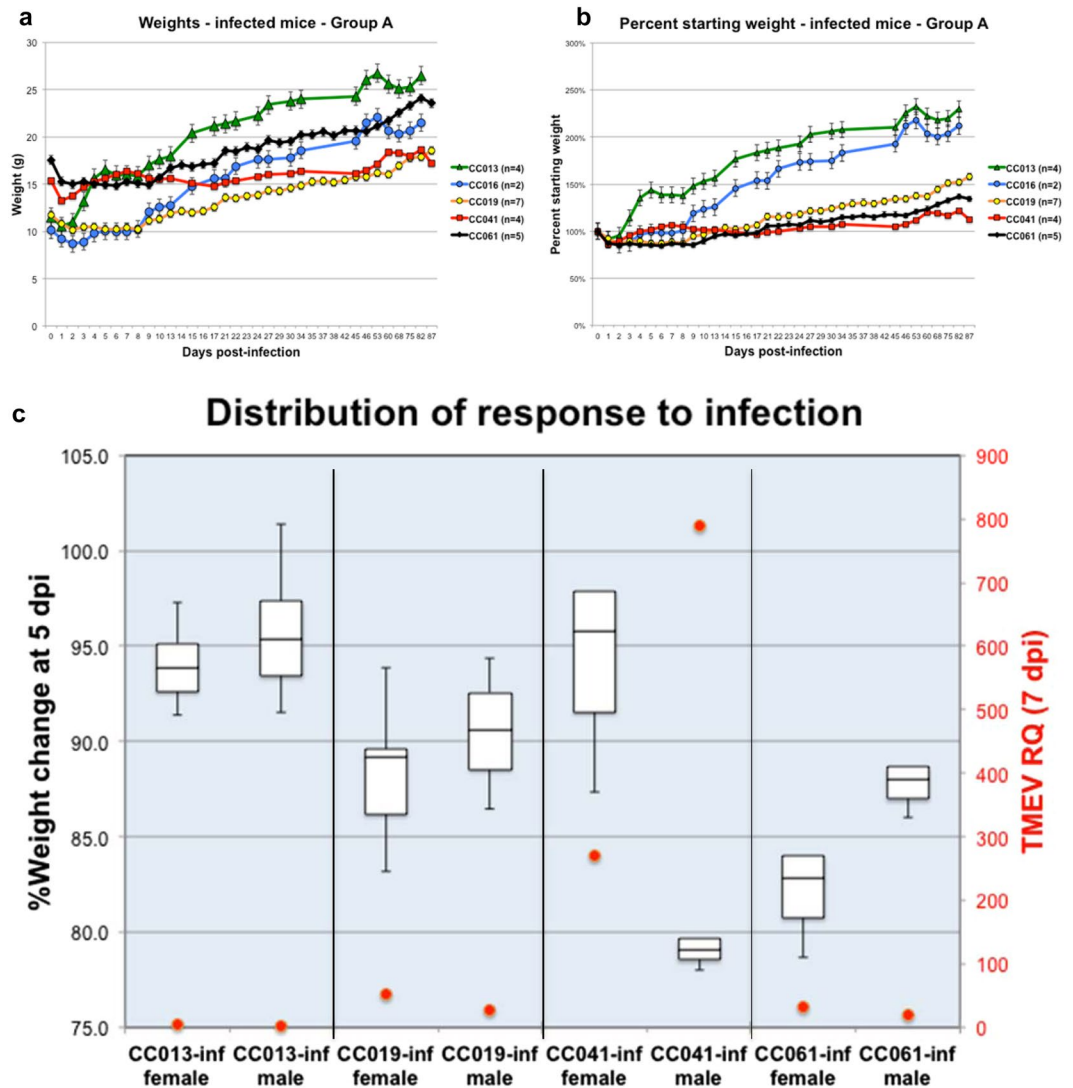 a
Weights - infected mice - Group A
30
25
20
15
10
5
0
Weight (g)
0 1 2 3 4 5 6 7 8 9 10 13 14 15 16 17 21 22 24 27 30 34 35 38 42 45 46 53 60 68 75 82 87
Days post-infection
CC013 (n=4)
CC016 (n=2)
CC019 (n=7)
CC041 (n=4)
CC061 (n=5)
b
Percent starting weight - infected mice - Group A
300%
250%
200%
150%
100%
50%
0%
Percent starting weight
0 1 2 3 4 5 6 7 8 9 10 13 14 15 16 17 21 22 24 27 30 34 35 38 42 45 46 53 60 68 75 82 87
Days post-infection
CC013 (n=4)
CC016 (n=2)
CC019 (n=7)
CC041 (n=4)
CC061 (n=5)
c
Distribution of response to infection
105.0
100.0
95.0
90.0
85.0
80.0
75.0
%Weight change at 5 dpi
900
800
700
600
500
400
300
200
100
0
TMEV RQ (7 dpi)
CC013-inf CC013-inf CC019-inf CC019-inf CC041-inf CC041-inf CC061-inf CC061-inf
female male female male female male female male